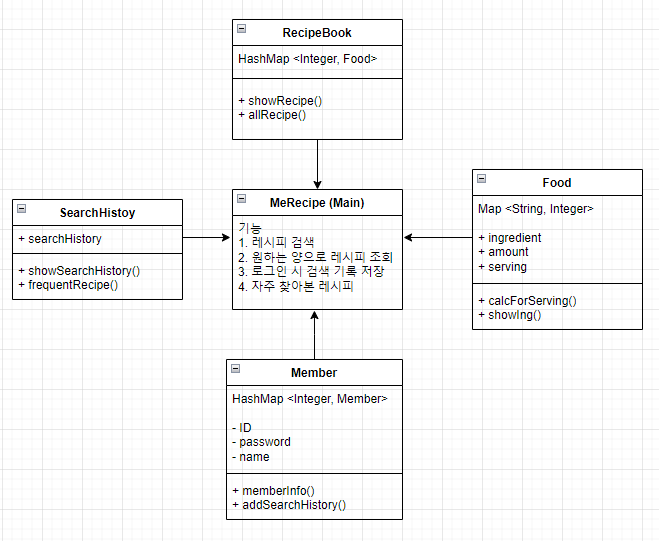 RecipeBook
HashMap <Integer, Food>
+ showRecipe()
+ allRecipe()
SearchHistoy
+ searchHistory
+ showSearchHistory()
+ frequentRecipe()
MeRecipe (Main)
기능
1. 레시피 검색
2. 원하는 양으로 레시피 조회
3. 로그인 시 검색 기록 저장
4. 자주 찾아본 레시피
Food
Map <String, Integer>
+ ingredient
+ amount
+ serving
+ calcForServing()
+ showIng()
Member
HashMap <Integer, Member>
- ID
- password
- name
+ memberInfo()
+ addSearchHistory()